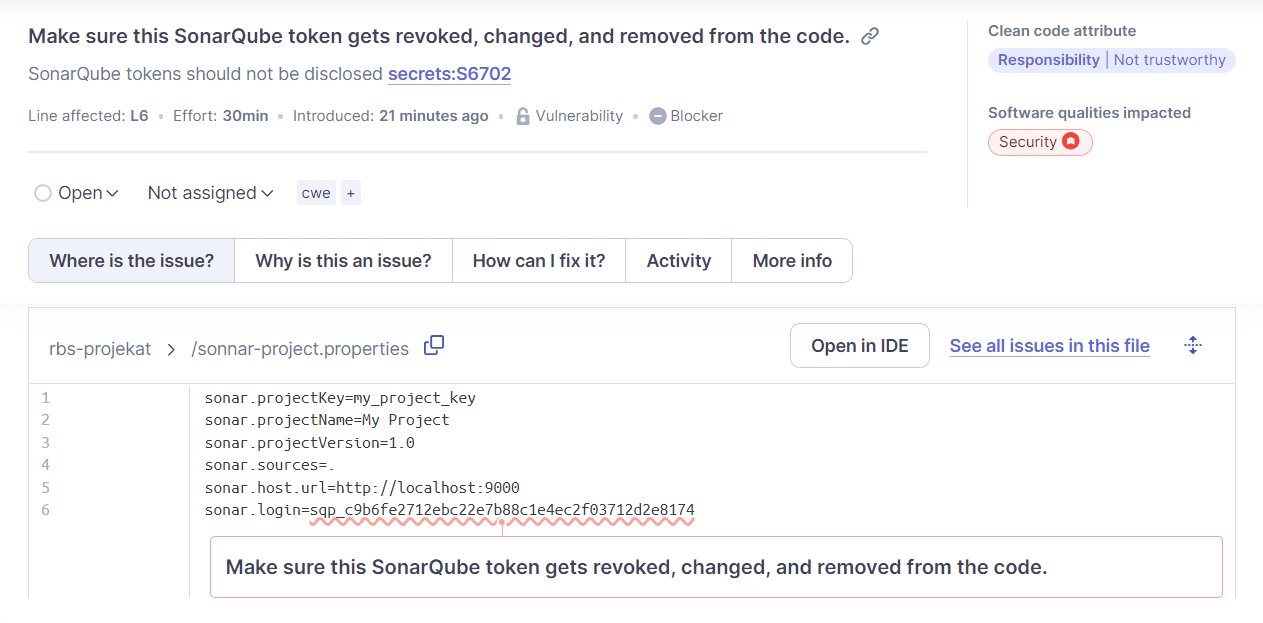 Make sure this SonarQube token gets revoked, changed, and removed from the code.
SonarQube tokens should not be disclosed secrets:S6702
Line affected: L6 • Effort: 30min • Introduced: 21 minutes ago • Vulnerability • Blocker
Clean code attribute
Responsibility | Not trustworthy
Software qualities impacted
Security
Open Not assigned cwe +
Where is the issue? Why is this an issue? How can I fix it? Activity More info
rbs-projekat > /sonnar-project.properties Open in IDE See all issues in this file
1 sonar.projectKey=my_project_key
2 sonar.projectName=My Project
3 sonar.projectVersion=1.0
4 sonar.sources=.
5 sonar.host.url=http://localhost:9000
6 sonar.login=sqp_c9b6fe2712ebc22e7b88c1e4ec2f03712d2e8174
Make sure this SonarQube token gets revoked, changed, and removed from the code.